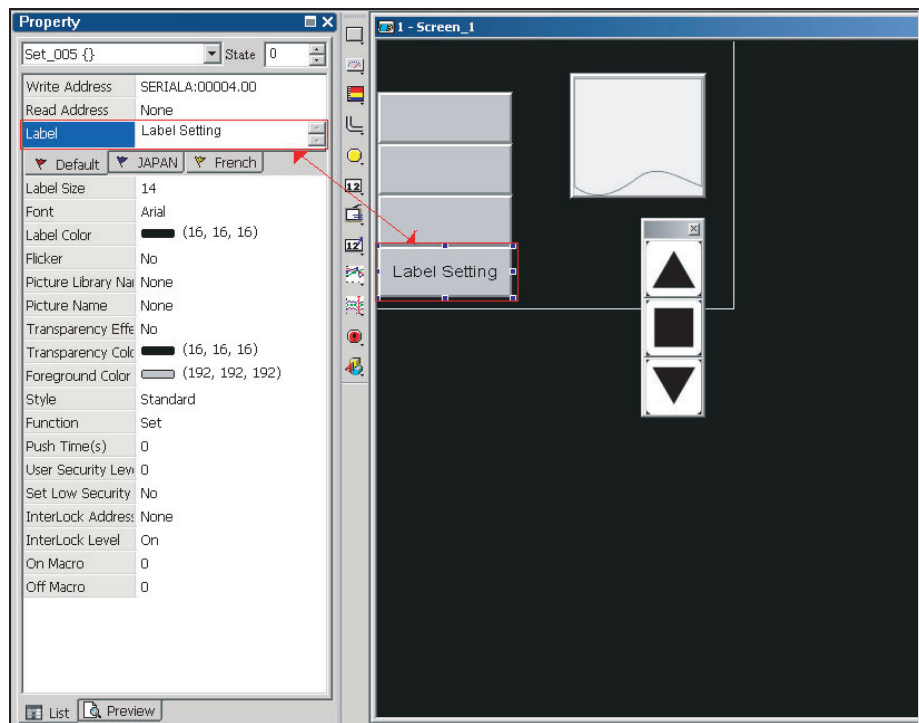 Property
Set_005 {}
State 0
Write Address SERIALA:00004.00
Read Address None
Label Label Setting
Default JAPAN French
Label Size 14
Font Arial
Label Color (16, 16, 16)
Flicker No
Picture Library Nai None
Picture Name None
Transparency Effe No
Transparency Colc (16, 16, 16)
Foreground Color (192, 192, 192)
Style Standard
Function Set
Push Time(s) 0
User Security Leve 0
Set Low Security No
InterLock Address None
InterLock Level On
On Macro 0
Off Macro 0
List Preview
12
12
1 - Screen_1
Label Setting